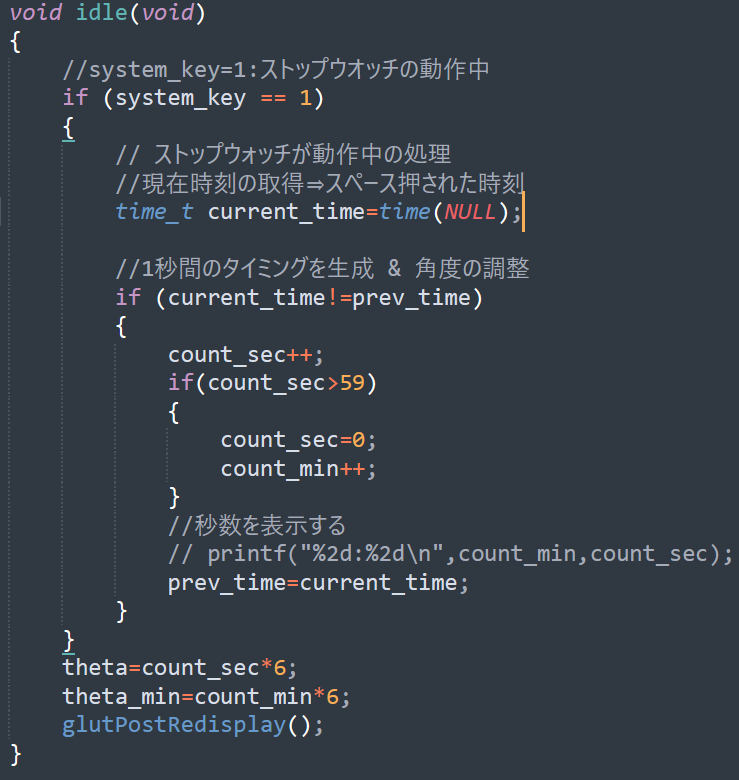 void idle(void)
{
    //system_key=1:ストップウオッチの動作中
    if (system_key == 1)
    {
        // ストップウォッチが動作中の処理
        //現在時刻の取得⇒スペース押された時刻
        time_t current_time=time(NULL);

        //1秒間のタイミングを生成 & 角度の調整
        if (current_time!=prev_time)
        {
            count_sec++;
            if(count_sec>59)
            {
                count_sec=0;
                count_min++;
            }
            //秒数を表示する
            // printf("%2d:%2d\n",count_min,count_sec);
            prev_time=current_time;
        }
    }
    theta=count_sec*6;
    theta_min=count_min*6;
    glutPostRedisplay();
}